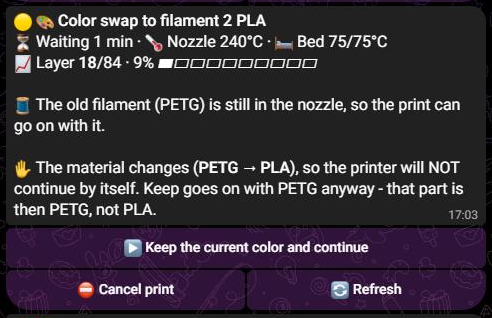 🟡 🎨 Color swap to filament 2 PLA
⏳ Waiting 1 min · 🌡️ Nozzle 240°C · 🛏️ Bed 75/75°C
📈 Layer 18/84 · 9% ▰▱▱▱▱▱▱▱▱▱
🧵 The old filament (PETG) is still in the nozzle, so the print can
go on with it.
✋ The material changes (PETG → PLA), so the printer will NOT
continue by itself. Keep goes on with PETG anyway - that part is
then PETG, not PLA.
17:03
▶️ Keep the current color and continue
⛔ Cancel print
🔄 Refresh